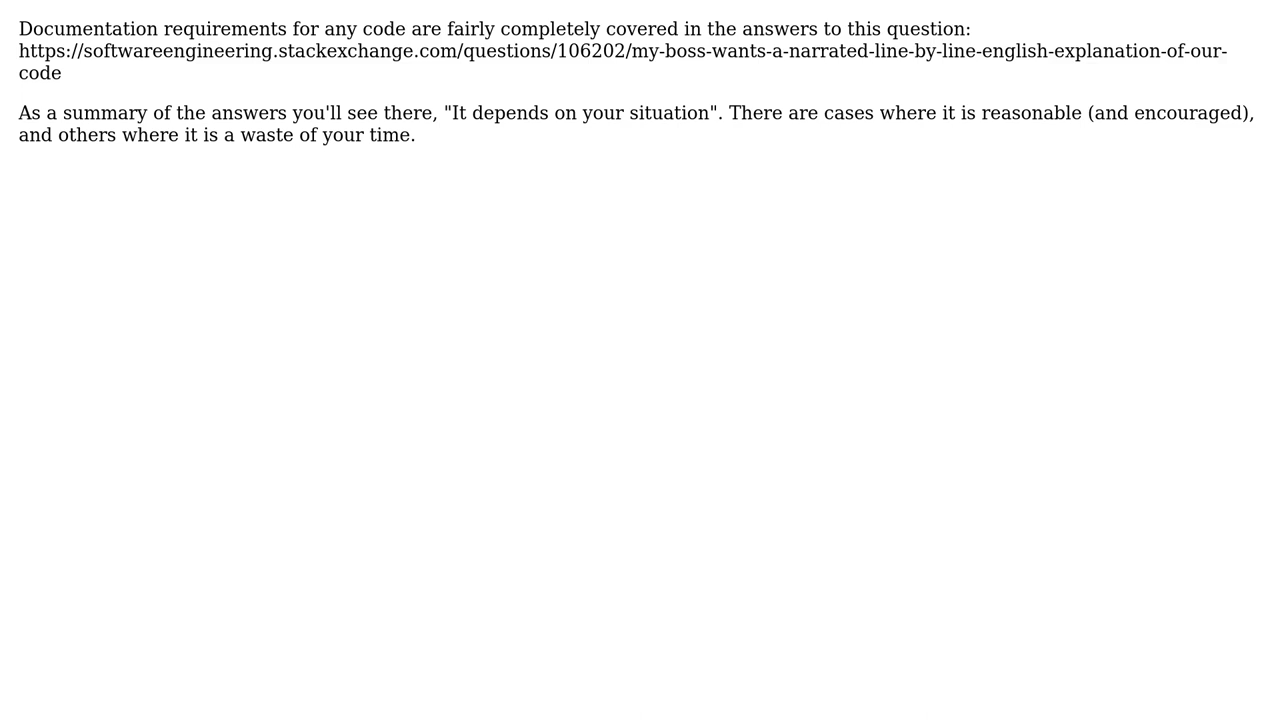 Documentation requirements for any code are fairly completely covered in the answers to this question:
https://softwareengineering.stackexchange.com/questions/106202/my-boss-wants-a-narrated-line-by-line-english-explanation-of-our-
code
As a summary of the answers you'll see there, "It depends on your situation". There are cases where it is reasonable (and encouraged),
and others where it is a waste of your time.